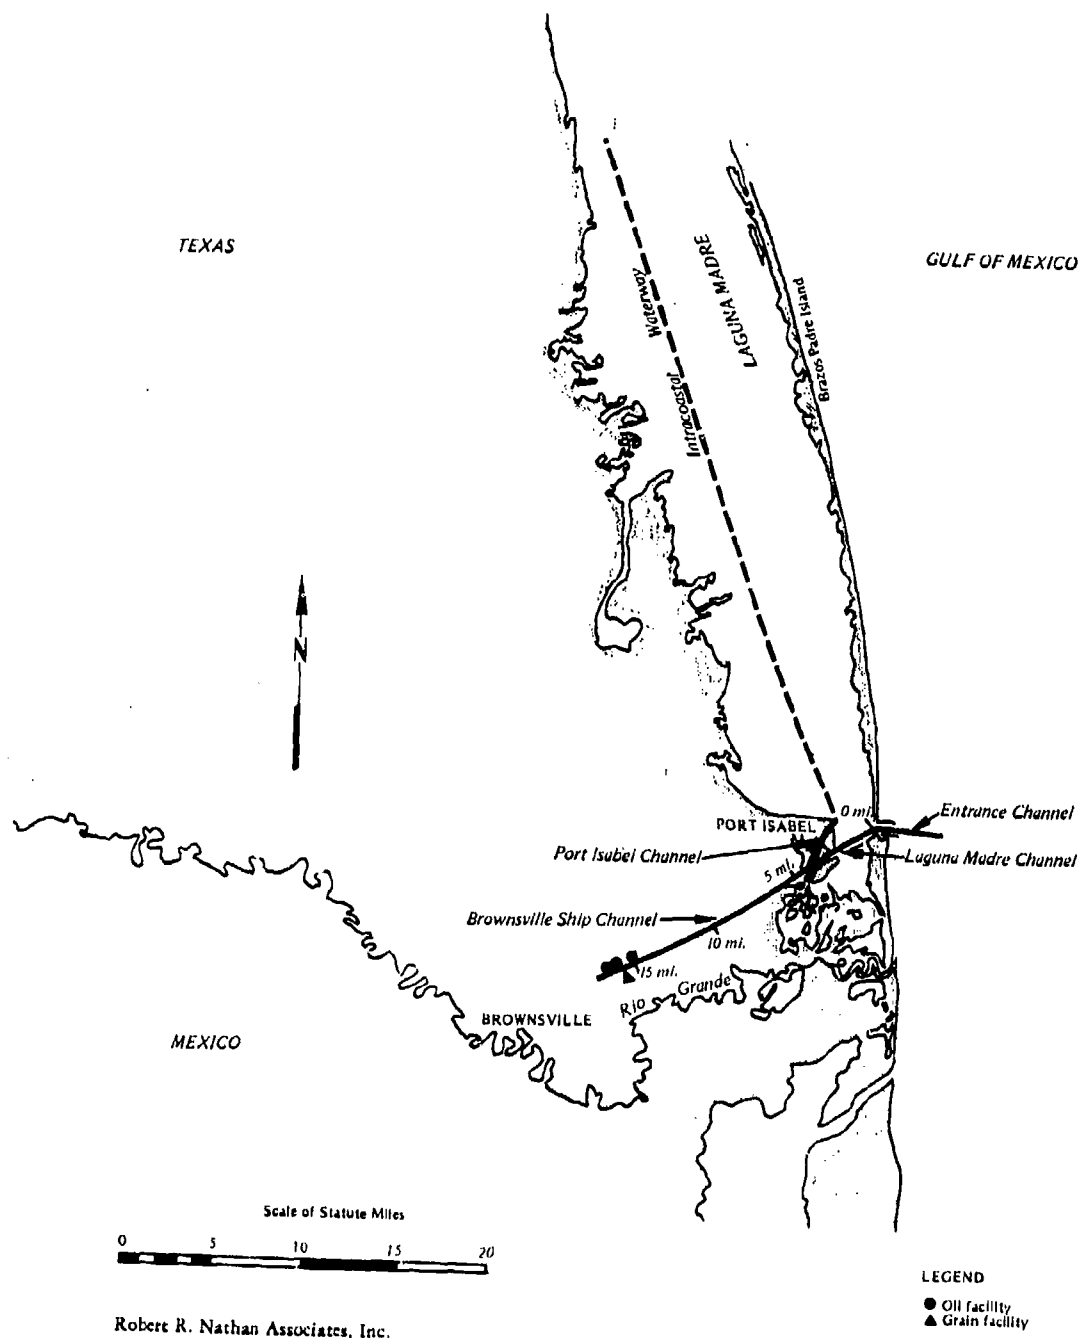 TEXAS
GULF OF MEXICO
LAGUNA MADRE
Waterway
Intracoastal
Brazos Padre Island
N
0 mi.
Entrance Channel
PORT ISABEL
Port Isabel Channel
Laguna Madre Channel
5 mi.
Brownsville Ship Channel
10 mi.
15 mi.
Rio Grande
BROWNSVILLE
MEXICO
Scale of Statute Miles
0 5 10 15 20
LEGEND
Oil facility
Grain facility
Robert R. Nathan Associates, Inc.